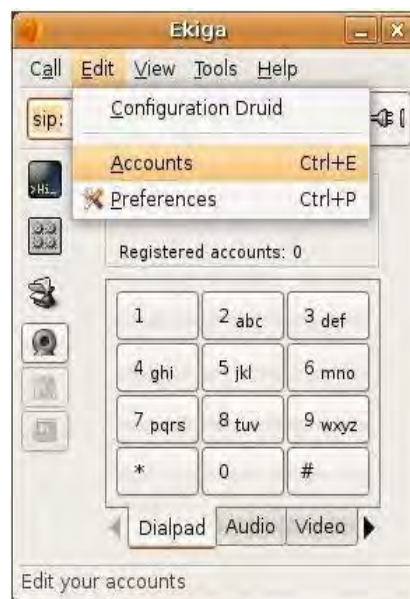 Ekiga
Call Edit View Tools Help
sip:
Configuration Druid
Accounts Ctrl+E
Preferences Ctrl+P
Registered accounts: 0
1 2 abc 3 def
4 ghi 5 jkl 6 mno
7 pqrs 8 tuv 9 wxyz
* 0 #
Dialpad Audio Video
Edit your accounts